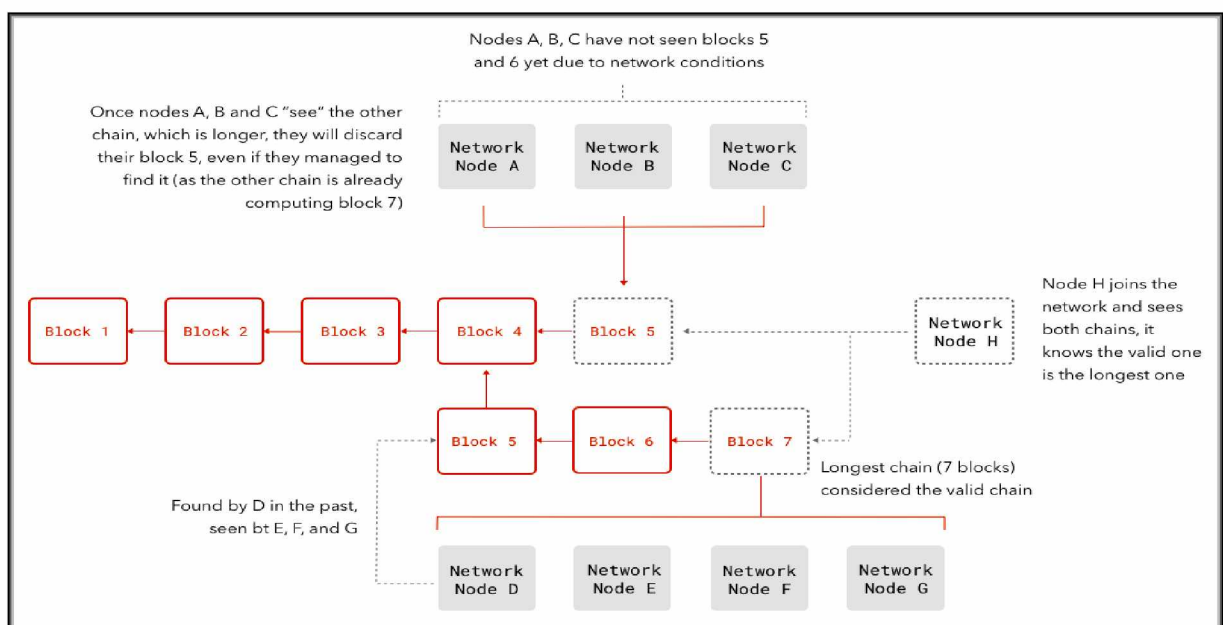 Nodes A, B, C have not seen blocks 5
and 6 yet due to network conditions
Once nodes A, B and C “see“ the other
chain, which is longer, they will discard
their block 5, even if they managed to
find it (as the other chain is already
computing block 7)
Network
Node A
Network
Node B
Network
Node C
Block 1
Block 2
Block 3
Block 4
Block 5
Network
Node H
Node H joins the
network and sees
both chains, it
knows the valid one
is the longest one
Block 5
Block 6
Block 7
Longest chain (7 blocks)
considered the valid chain
Found by D in the past,
seen bt E, F, and G
Network
Node D
Network
Node E
Network
Node F
Network
Node G